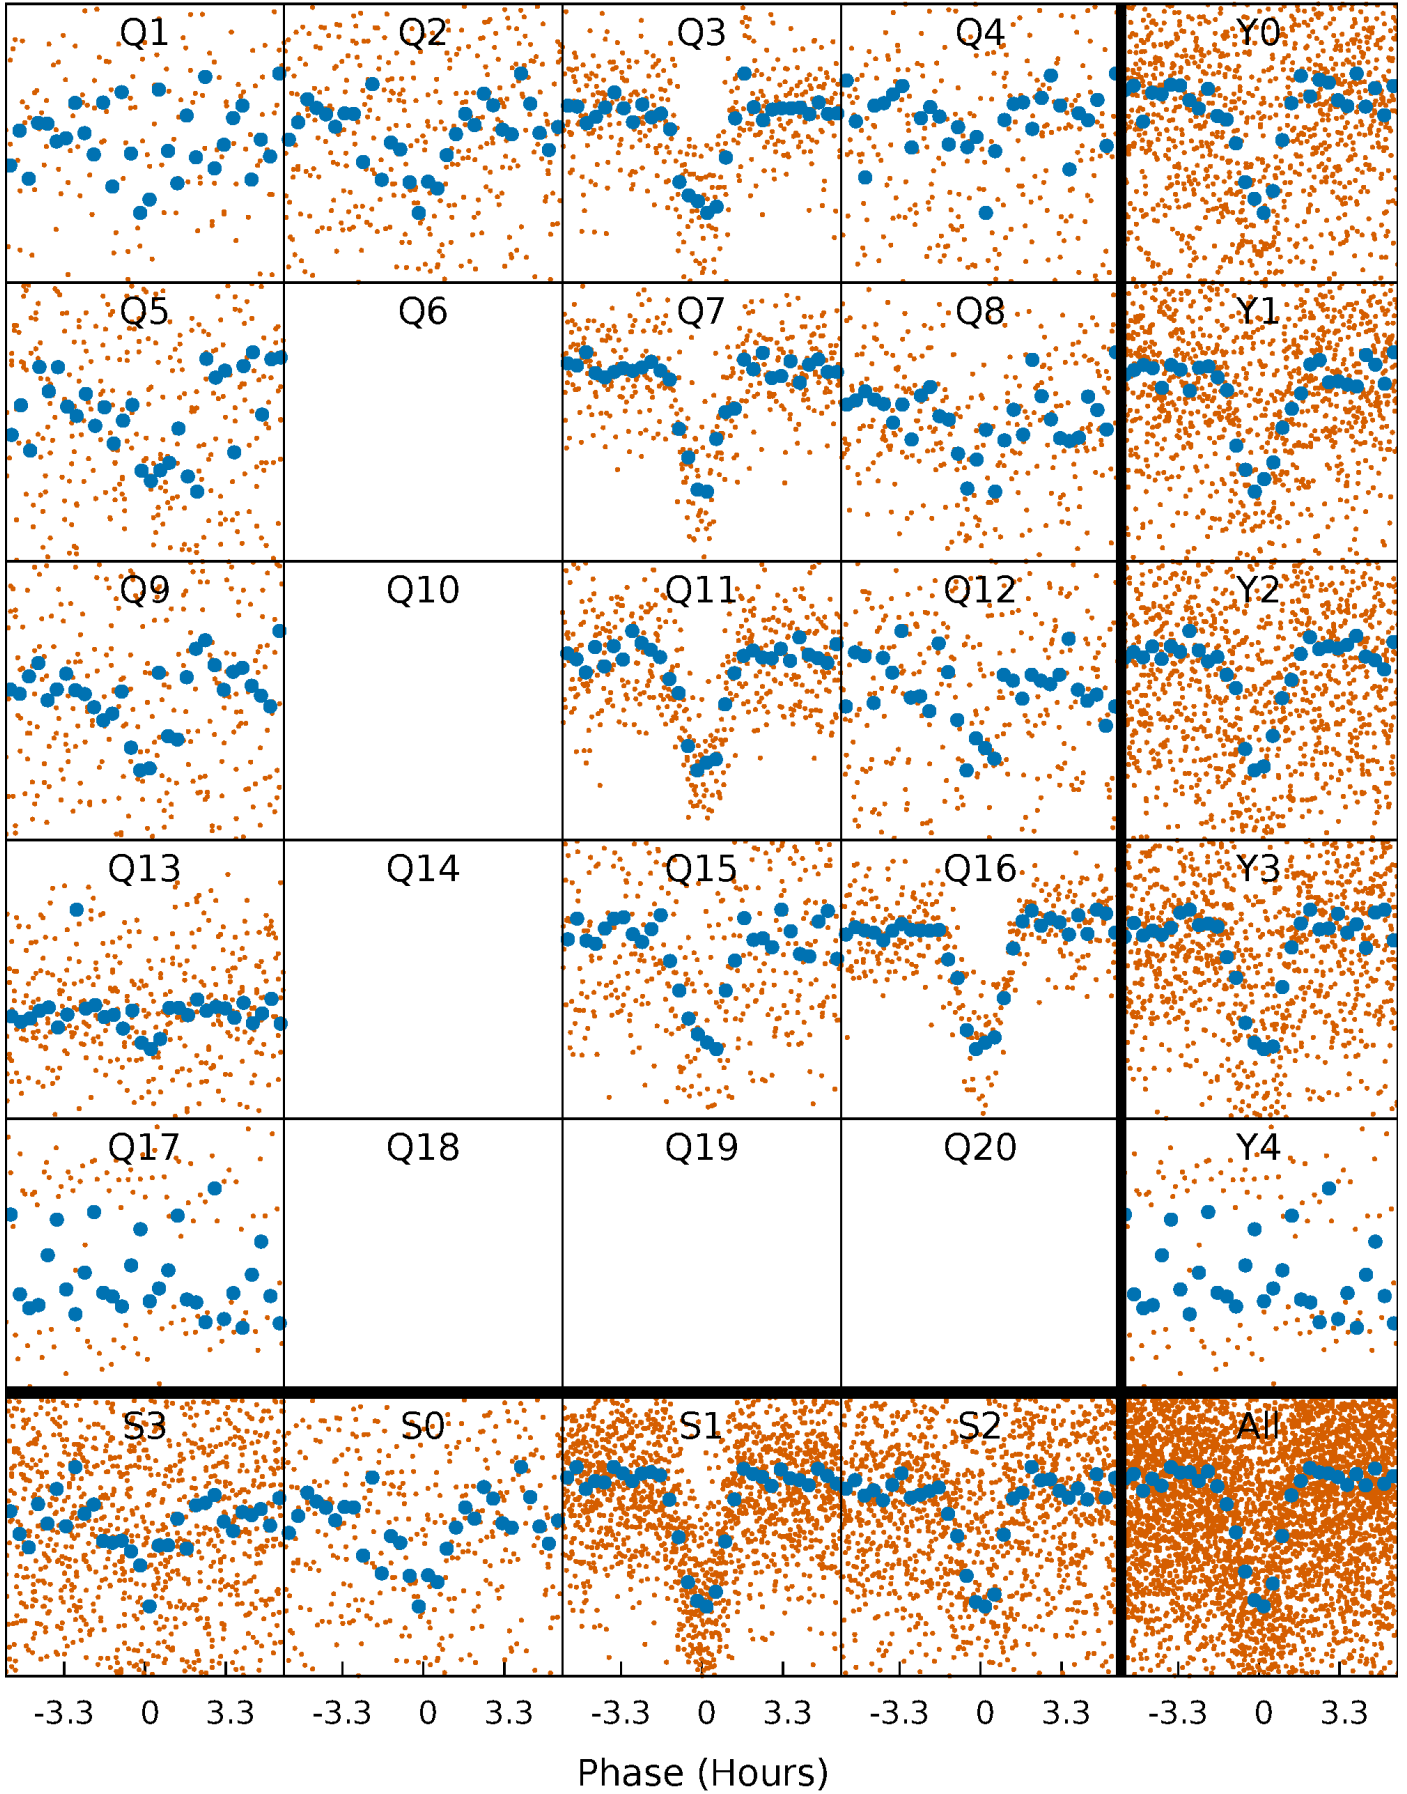 Q1 Q2 Q3 Q4 Y0
Q5 Q6 Q7 Q8 Y1
Q9 Q10 Q11 Q12 Y2
Q13 Q14 Q15 Q16 Y3
Q17 Q18 Q19 Q20 Y4
S3 S0 S1 S2 All
-3.3 0 3.3 -3.3 0 3.3 -3.3 0 3.3 -3.3 0 3.3 -3.3 0 3.3
Phase (Hours)